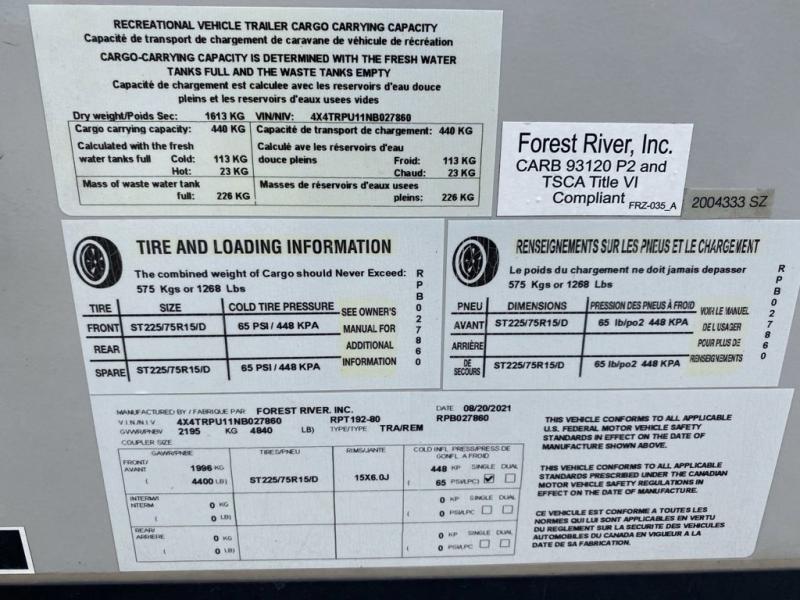 RECREATIONAL VEHICLE TRAILER CARGO CARRYING CAPACITY
Capacité de transport de chargement de caravane de véhicule de récréation
CARGO-CARRYING CAPACITY IS DETERMINED WITH THE FRESH WATER
TANKS FULL AND THE WASTE TANKS EMPTY
Capacité de chargement est calculee avec les reservoirs d'eau douce
pleins et les reservoirs d'eaux usees vides
Dry weight/Poids Sec: 1613 KG VIN/NIV: 4X4TRPU11NB027860
Cargo carrying capacity: 440 KG Capacité de transport de chargement: 440 KG
Calculated with the fresh Calculé ave les réservoirs d'eau
water tanks full Cold: 113 KG douce pleins Froid: 113 KG
Hot: 23 KG Chaud: 23 KG
Mass of waste water tank Masses de réservoirs d'eaux usees
full: 226 KG pleins: 226 KG
Forest River, Inc.
CARB 93120 P2 and
TSCA Title VI
Compliant FRZ-035_A
2004333 SZ
TIRE AND LOADING INFORMATION
The combined weight of Cargo should Never Exceed:
575 Kgs or 1268 Lbs
TIRE SIZE COLD TIRE PRESSURE SEE OWNER'S
FRONT ST225/75R15/D 65 PSI / 448 KPA MANUAL FOR
REAR ADDITIONAL
SPARE ST225/75R15/D 65 PSI / 448 KPA INFORMATION
RPB027860
RENSEIGNEMENTS SUR LES PNEUS ET LE CHARGEMENT
Le poids du chargement ne doit jamais depasser
575 Kgs or 1268 Lbs
PNEU DIMENSIONS PRESSION DES PNEUS À FROID VOIR LE MANUEL
AVANT ST225/75R15/D 65 lb/po2 448 KPA DE L'USAGER
ARRIÈRE POUR PLUS DE
DE SECOURS ST225/75R15/D 65 lb/po2 448 KPA RENSEIGNEMENTS
RPB027860
MANUFACTURED BY / FABRIQUE PAR FOREST RIVER, INC. DATE 08/20/2021
V.I.N./N.I.V 4X4TRPU11NB027860 RPT192-80 RPB027860
GVWR/PNBV 2195 KG 4840 LB) TYPE/TYPE TRA/REM
COUPLER SIZE
GAWR/PNBE TIRES/PNEU RIMS/JANTE COLD INFL PRESS/PRESS DE
GONFL A FROID
FRONT/
AVANT 1996 KG ST225/75R15/D 15X6.0J 448 KP SINGLE DUAL
( 4400 LB) ( 65 PSI/LPC)
INTERM/
NTERM 0 KG 0 KP SINGLE DUAL
( 0 LB) ( 0 PSI/LPC
REAR/
ARRIERE 0 KG 0 KP SINGLE DUAL
( 0 LB) ( 0 PSI/LPC
THIS VEHICLE CONFORMS TO ALL APPLICABLE
U.S. FEDERAL MOTOR VEHICLE SAFETY
STANDARDS IN EFFECT ON THE DATE OF
MANUFACTURE SHOWN ABOVE.
THIS VEHICLE CONFORMS TO ALL APPLICABLE
STANDARDS PRESCRIBED UNDER THE CANADIAN
MOTOR VEHICLE SAFETY REGULATIONS IN
EFFECT ON THE DATE OF MANUFACTURE.
CE VEHICULE EST CONFORME A TOUTES LES
NORMES QUI LUI SONT APPLICABLES EN VERTU
DU REGLEMENT SUR LA SECURITE DES VEHICULES
AUTOMOBILES DU CANADA EN VIGUEUR A LA
DATE DE SA FABRICATION.